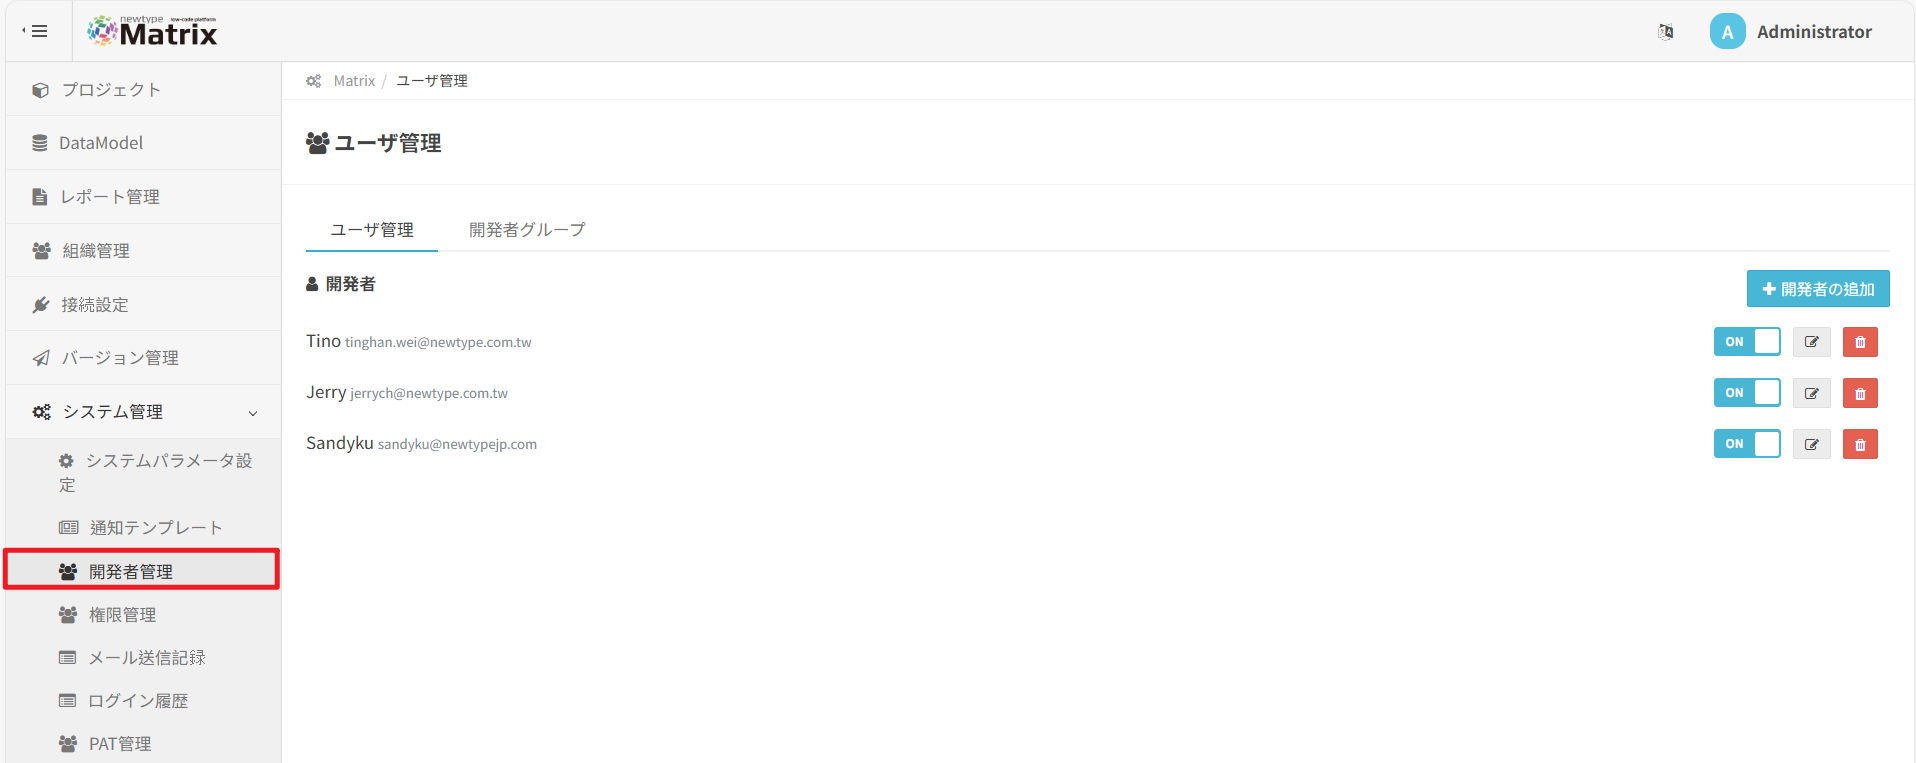 newtype low-code platform
Matrix
A Administrator
プロジェクト
DataModel
レポート管理
組織管理
接続設定
バージョン管理
システム管理
システムパラメータ設
定
通知テンプレート
開発者管理
権限管理
メール送信記録
ログイン履歴
PAT管理
Matrix / ユーザ管理
ユーザ管理
ユーザ管理 開発者グループ
開発者
開発者の追加
Tino tinghan.wei@newtype.com.tw ON
Jerry jerrych@newtype.com.tw ON
Sandyku sandyku@newtypejp.com ON